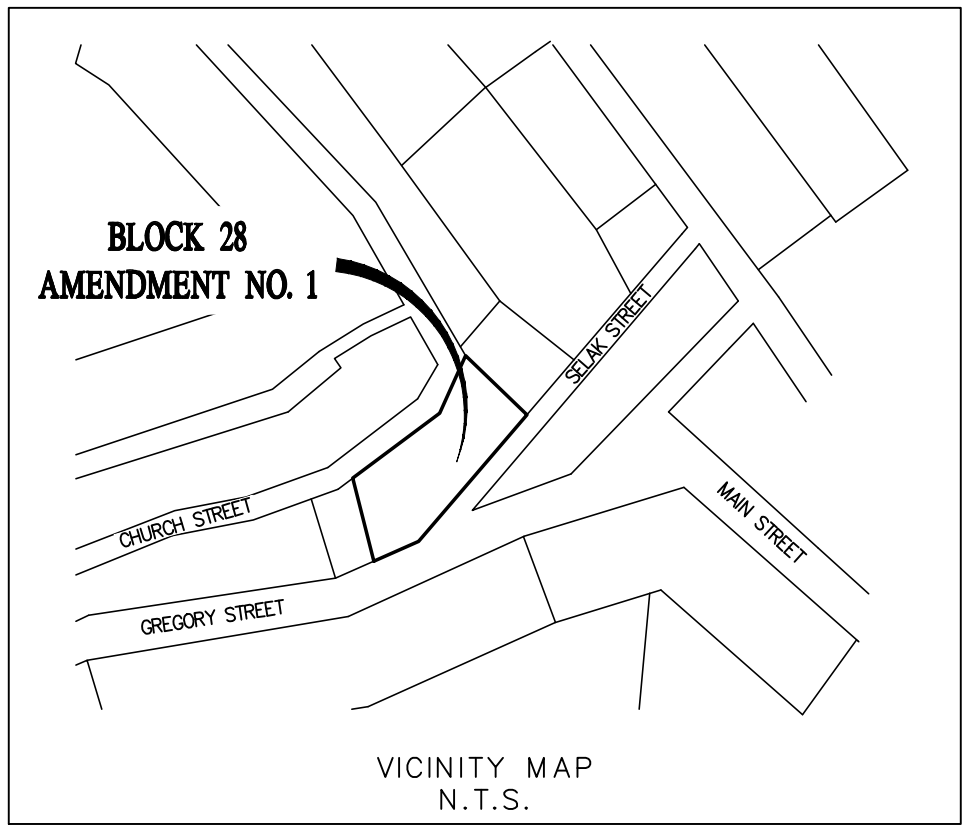 BLOCK 28
AMENDMENT NO. 1
SELAK STREET
MAIN STREET
CHURCH STREET
GREGORY STREET
VICINITY MAP
N.T.S.